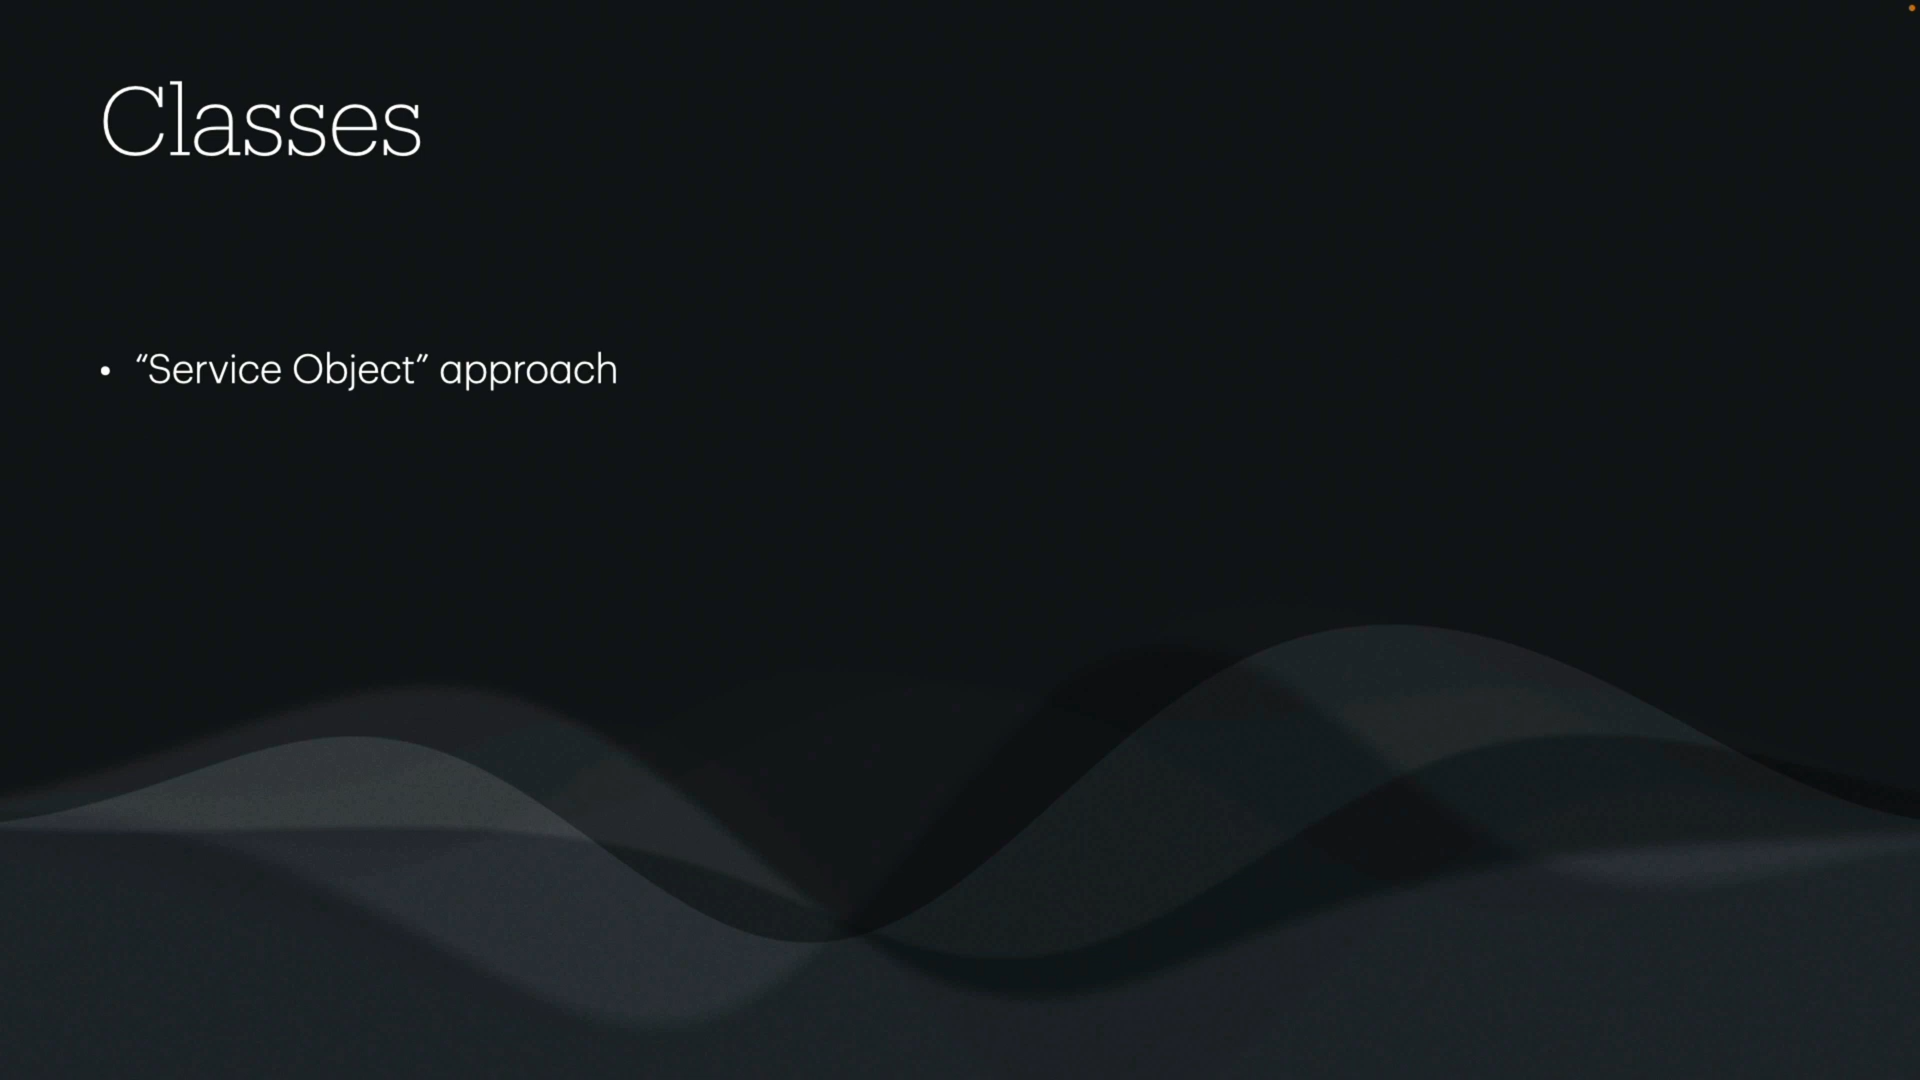 Classes
• “Service Object” approach